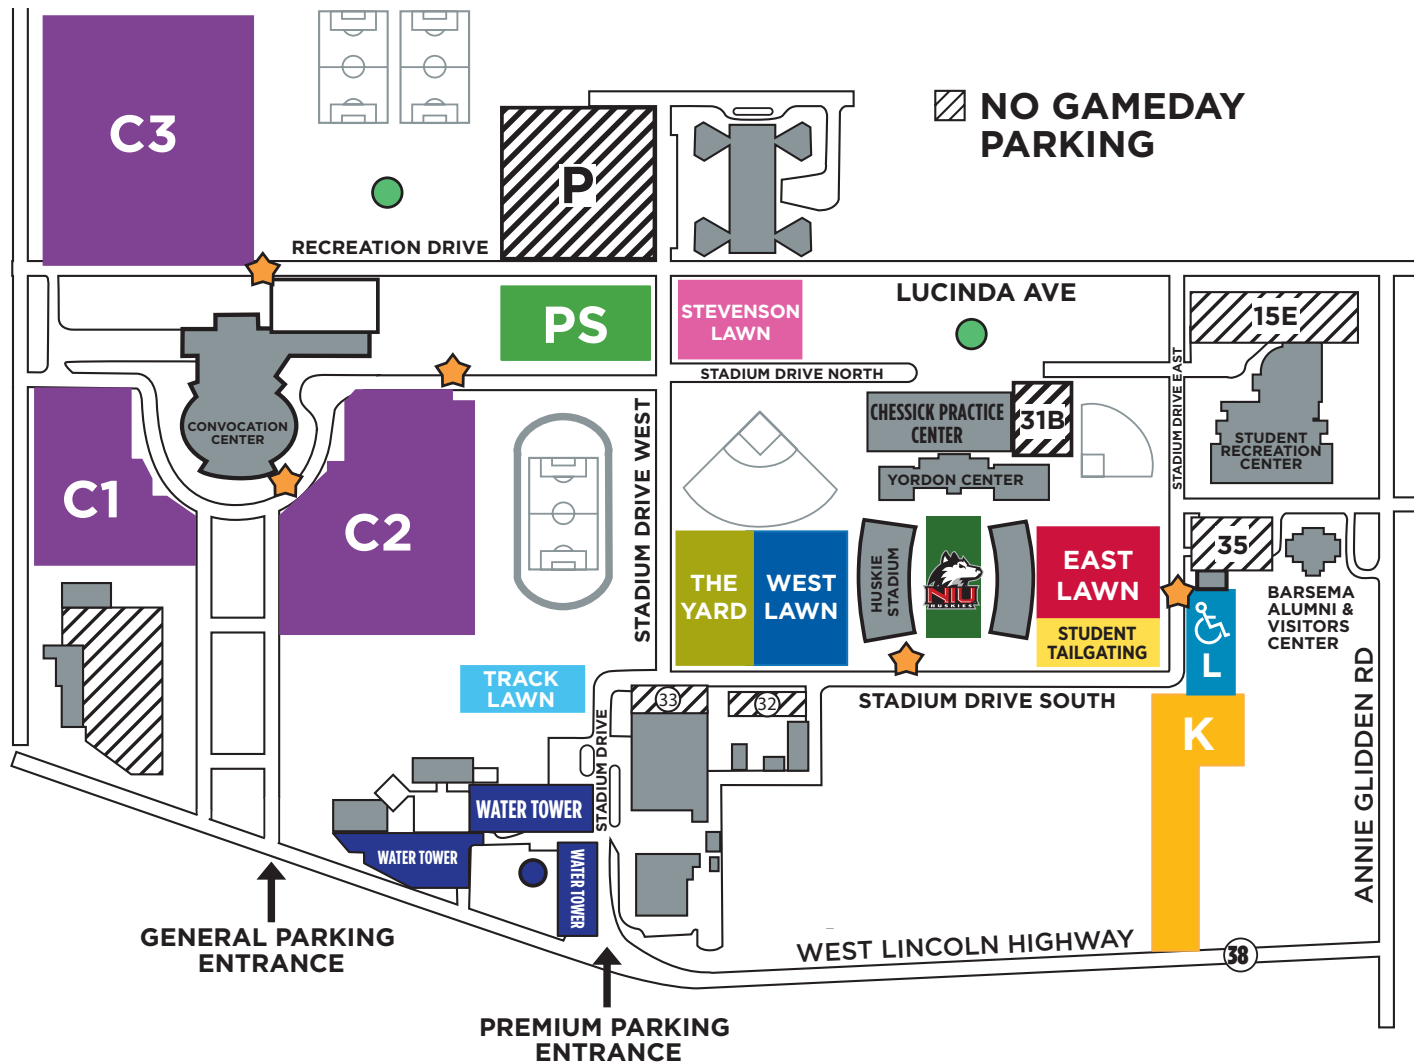 C3
P
NO GAMEDAY
PARKING
RECREATION DRIVE
LUCINDA AVE
PS
STEVENSON
LAWN
15E
STADIUM DRIVE NORTH
STADIUM DRIVE EAST
CONVOCATION
CENTER
CHESSICK PRACTICE
CENTER
31B
STUDENT
RECREATION
CENTER
YORDON CENTER
C1
C2
STADIUM DRIVE WEST
THE
YARD
WEST
LAWN
HUSKIE
STADIUM
NIU
HUSKIES
EAST
LAWN
STUDENT
TAILGATING
35
BARSEMA
ALUMNI &
VISITORS
CENTER
L
TRACK
LAWN
33
32
STADIUM DRIVE SOUTH
K
STADIUM DRIVE
ANNIE GLIDDEN RD
WATER TOWER
WATER TOWER
WATER TOWER
GENERAL PARKING
ENTRANCE
WEST LINCOLN HIGHWAY
38
PREMIUM PARKING
ENTRANCE